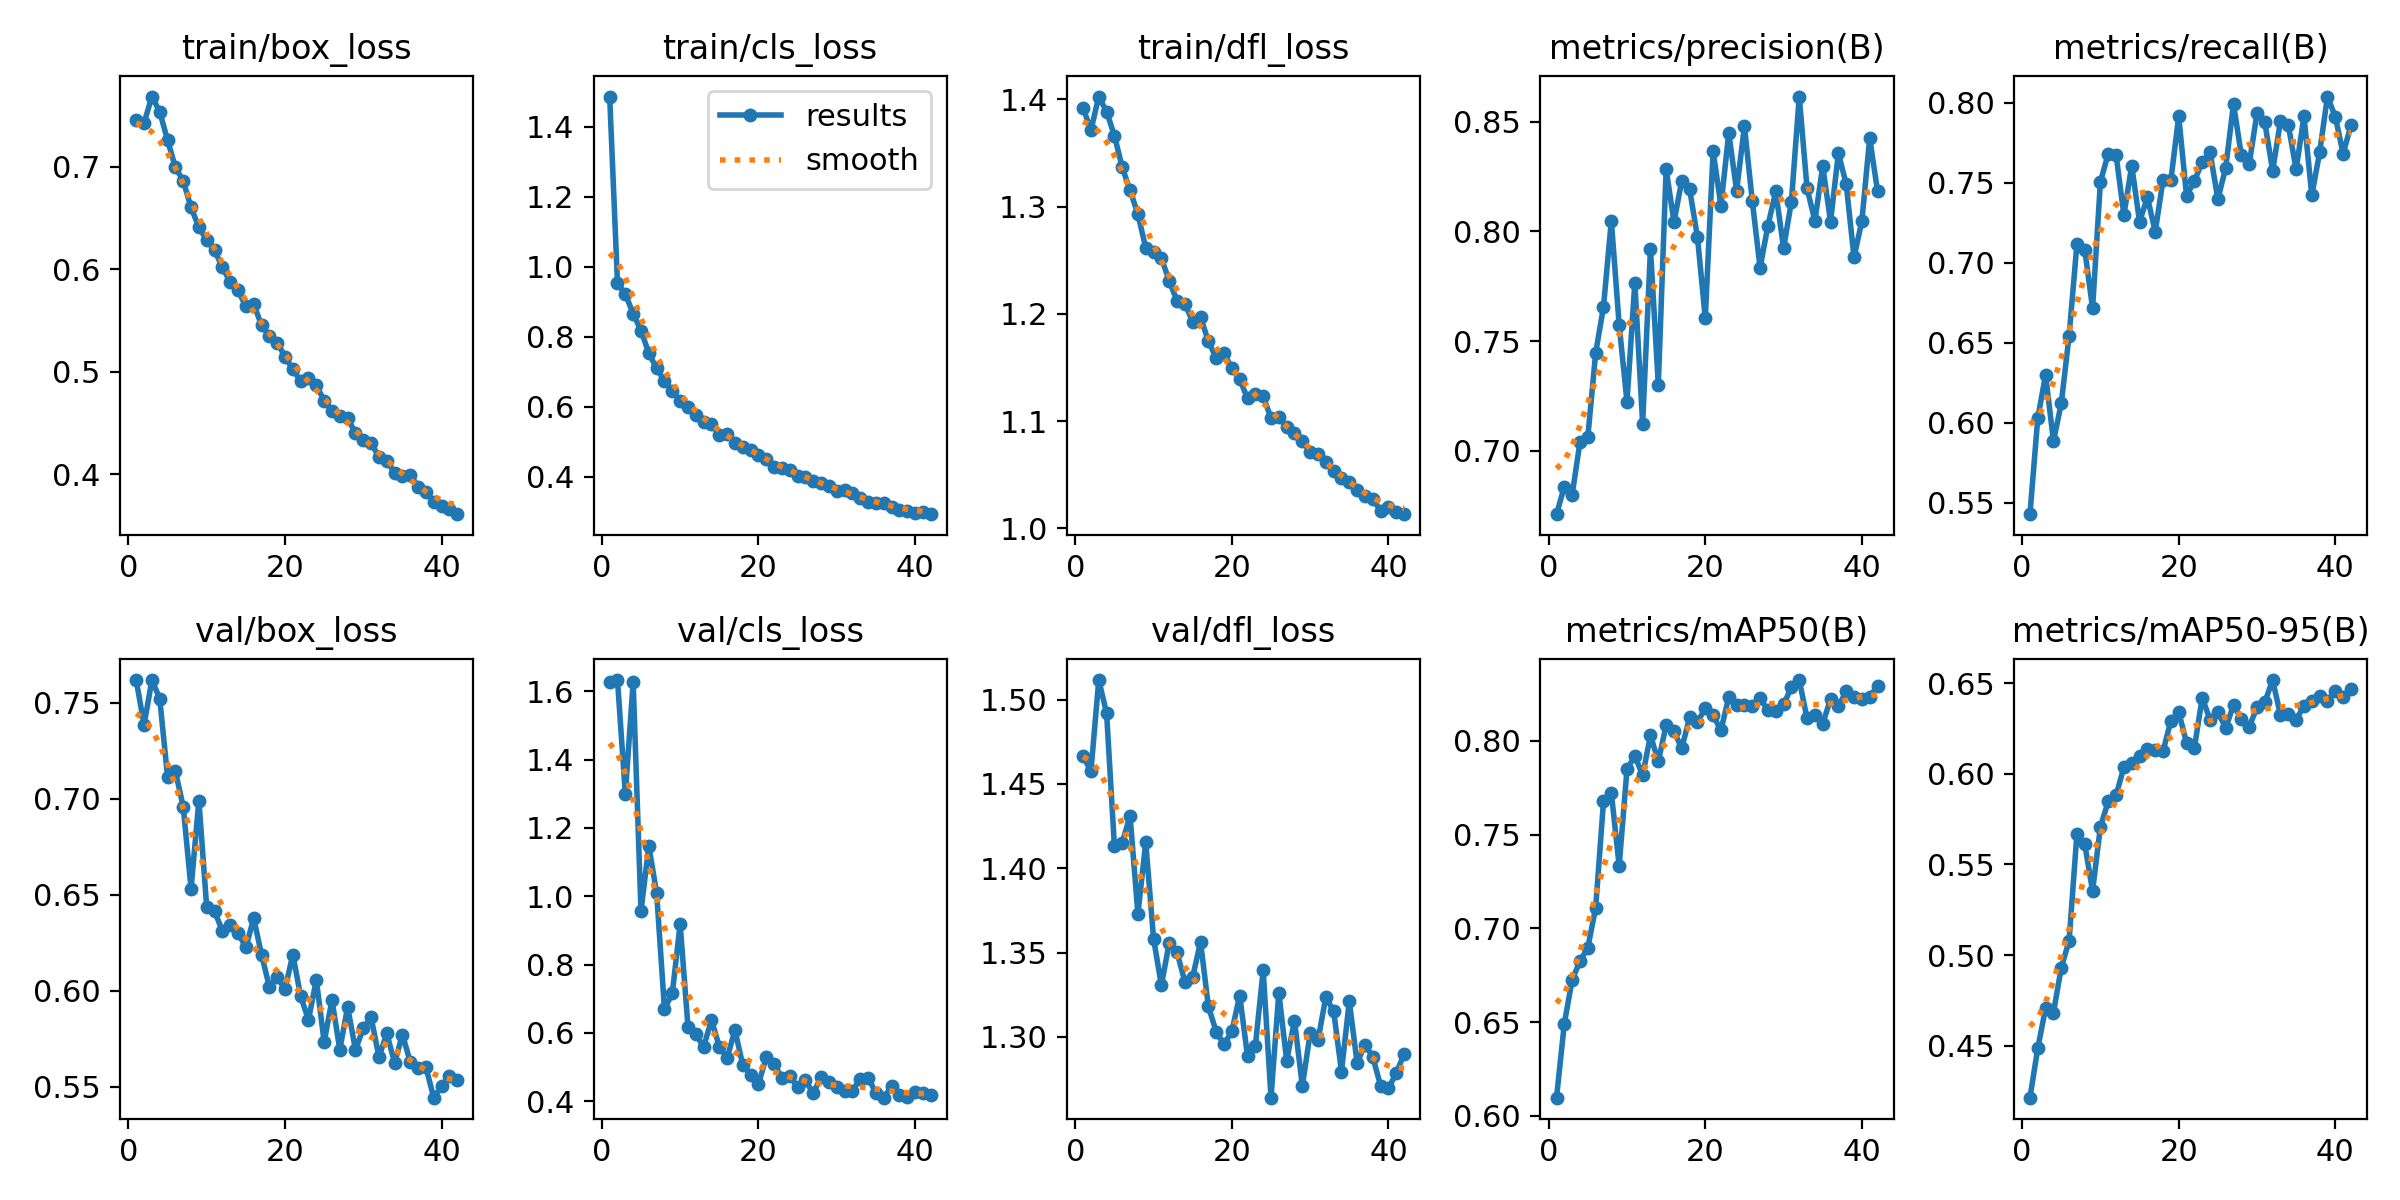 train/box_loss
train/cls_loss
train/dfl_loss
metrics/precision(B)
metrics/recall(B)
0.7
0.6
0.5
0.4
0 20 40
results
smooth
1.4
1.2
1.0
0.8
0.6
0.4
0 20 40
1.4
1.3
1.2
1.1
1.0
0 20 40
0.85
0.80
0.75
0.70
0 20 40
0.80
0.75
0.70
0.65
0.60
0.55
0 20 40
val/box_loss
val/cls_loss
val/dfl_loss
metrics/mAP50(B)
metrics/mAP50-95(B)
0.75
0.70
0.65
0.60
0.55
0 20 40
1.6
1.4
1.2
1.0
0.8
0.6
0.4
0 20 40
1.50
1.45
1.40
1.35
1.30
0 20 40
0.80
0.75
0.70
0.65
0.60
0 20 40
0.65
0.60
0.55
0.50
0.45
0 20 40